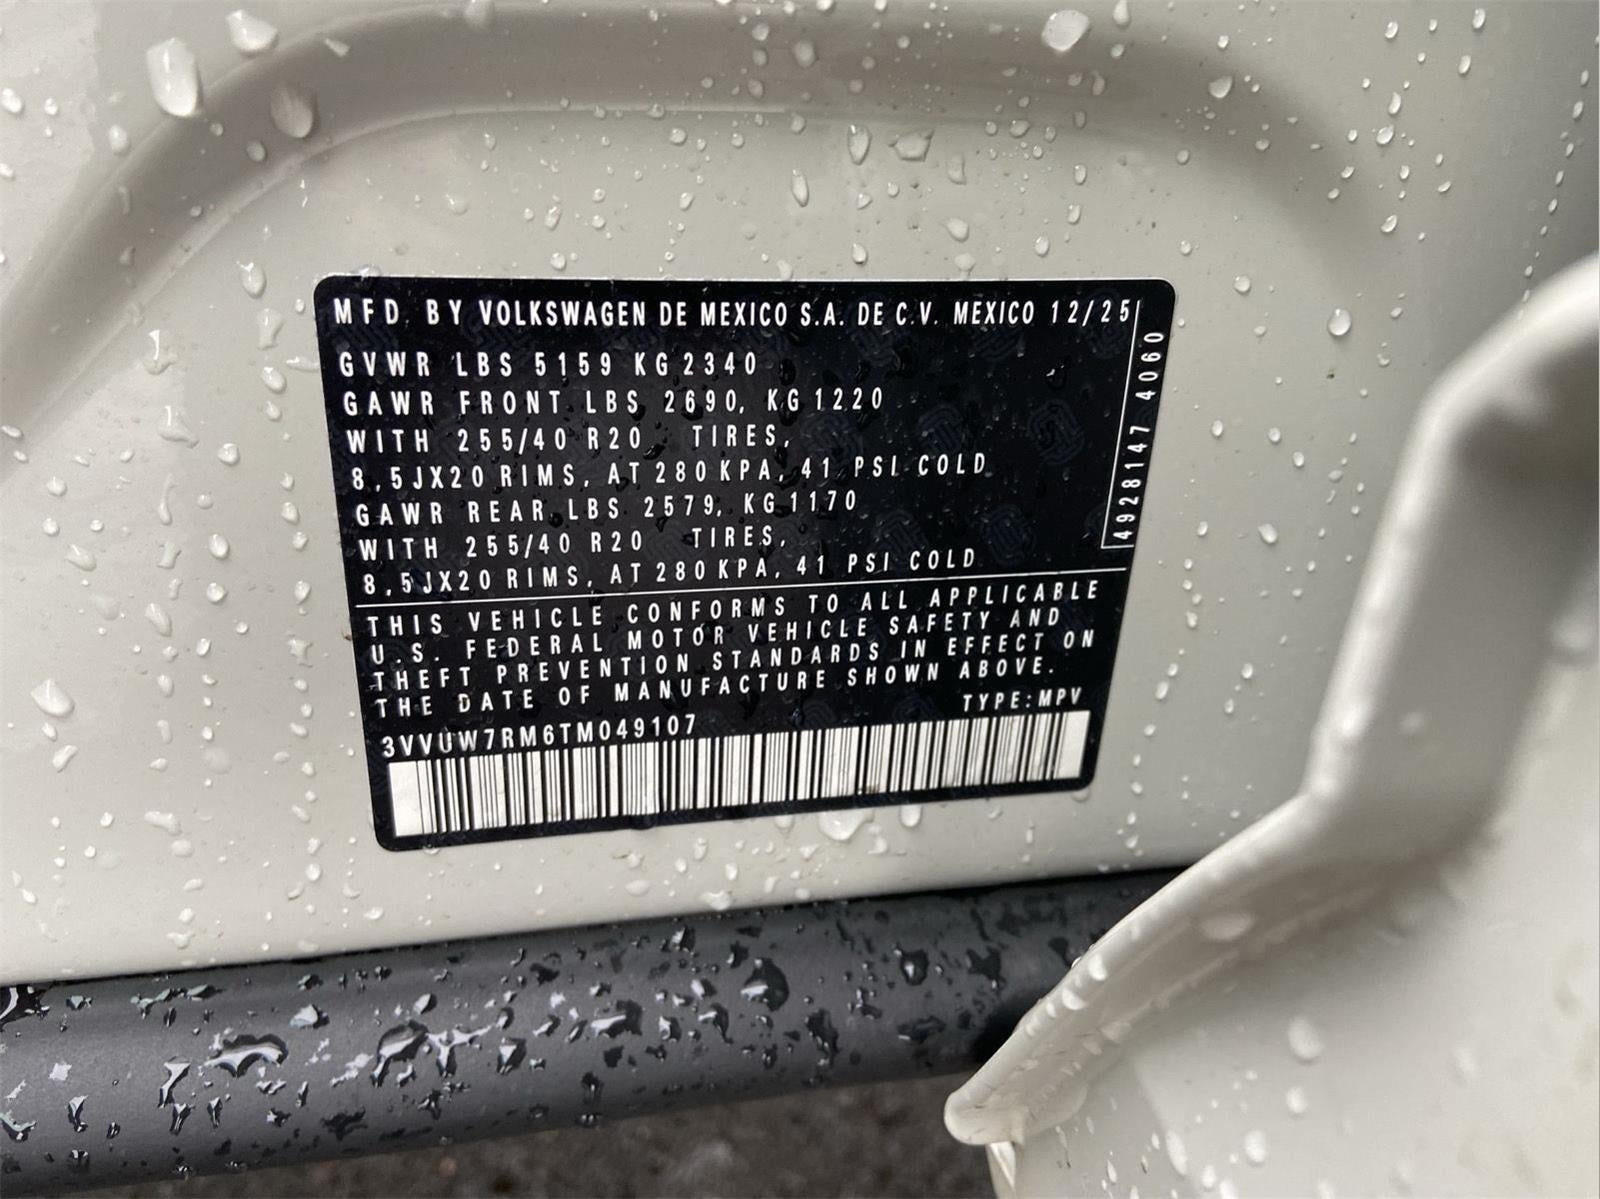 MFD. BY VOLKSWAGEN DE MEXICO S.A. DE C.V. MEXICO 12/25
GVWR LBS 5159 KG 2340
GAWR FRONT LBS 2690, KG 1220
WITH 255/40 R20 TIRES,
8,5JX20 RIMS, AT 280 KPA, 41 PSI COLD
GAWR REAR LBS 2579, KG 1170
WITH 255/40 R20 TIRES,
8,5JX20 RIMS, AT 280 KPA, 41 PSI COLD
4928147 4060
THIS VEHICLE CONFORMS TO ALL APPLICABLE
U.S. FEDERAL MOTOR VEHICLE SAFETY AND
THEFT PREVENTION STANDARDS IN EFFECT ON
THE DATE OF MANUFACTURE SHOWN ABOVE.
TYPE: MPV
3VVUW7RM6TM049107